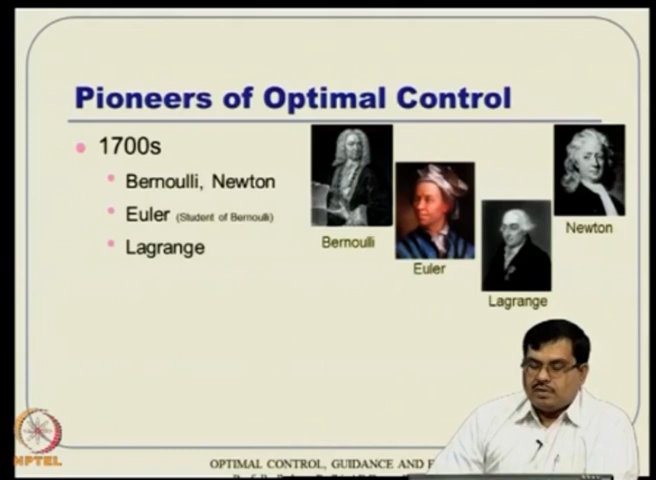 Pioneers of Optimal Control
1700s
Bernoulli, Newton
Euler (Student of Bernoulli)
Lagrange
Bernoulli
Euler
Lagrange
Newton
NPTEL
OPTIMAL CONTROL, GUIDANCE AND